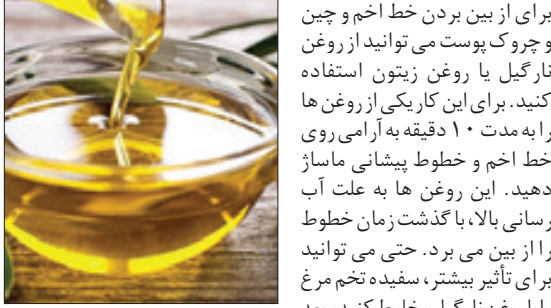 برای از بین بردن خط اخم و چین
و چروک پوست می توانید از روغن
نارگیل یا روغن زیتون استفاده
کنید. برای این کار یکی از روغن ها
را به مدت ۱۰ دقیقه به آرامی روی
خط اخم و خطوط پیشانی ماساژ
دهید. این روغن ها به علت آب
رسانی بالا، با گذشت زمان خطوط
را از بین می برد. حتی می توانید
برای تأثیر بیشتر، سفیده تخم مرغ